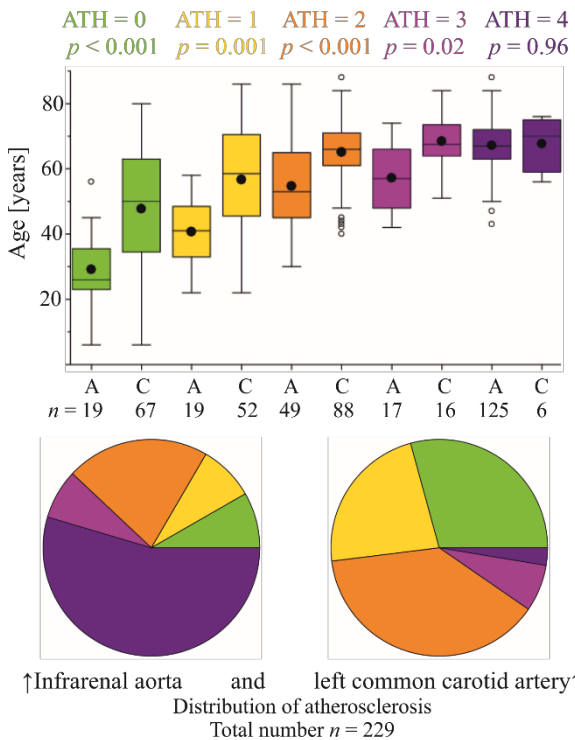 ATH = 0 ATH = 1 ATH = 2 ATH = 3 ATH = 4
p < 0.001 p = 0.001 p < 0.001 p = 0.02 p = 0.96
Age [years]
80
60
40
20
A C A C A C A C A C
n = 19 67 19 52 49 88 17 16 125 6
↑Infrarenal aorta and left common carotid artery↑
Distribution of atherosclerosis
Total number n = 229